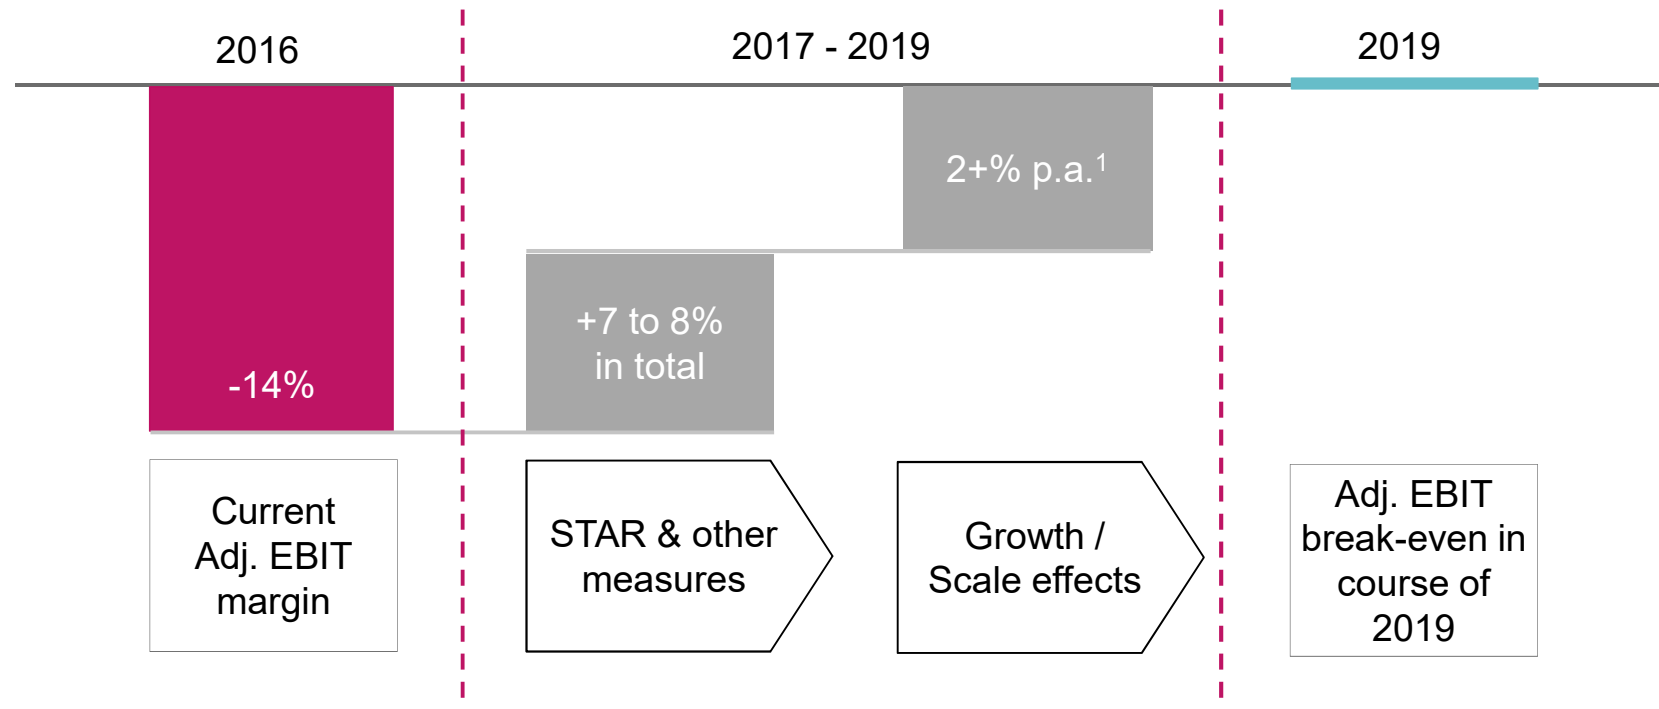 2016
2017 - 2019
2019
-14%
+7 to 8%
in total
2+% p.a.¹
Current
Adj. EBIT
margin
STAR & other
measures
Growth /
Scale effects
Adj. EBIT
break-even in
course of
2019